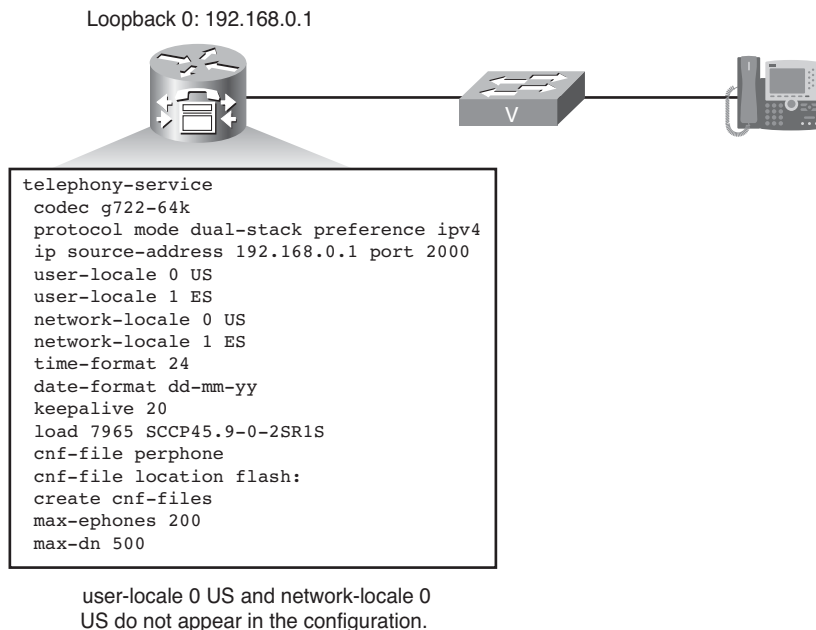 Loopback 0: 192.168.0.1
V
telephony-service
codec g722-64k
protocol mode dual-stack preference ipv4
ip source-address 192.168.0.1 port 2000
user-locale 0 US
user-locale 1 ES
network-locale 0 US
network-locale 1 ES
time-format 24
date-format dd-mm-yy
keepalive 20
load 7965 SCCP45.9-0-2SR1S
cnf-file perphone
cnf-file location flash:
create cnf-files
max-ephones 200
max-dn 500
user-locale 0 US and network-locale 0
US do not appear in the configuration.